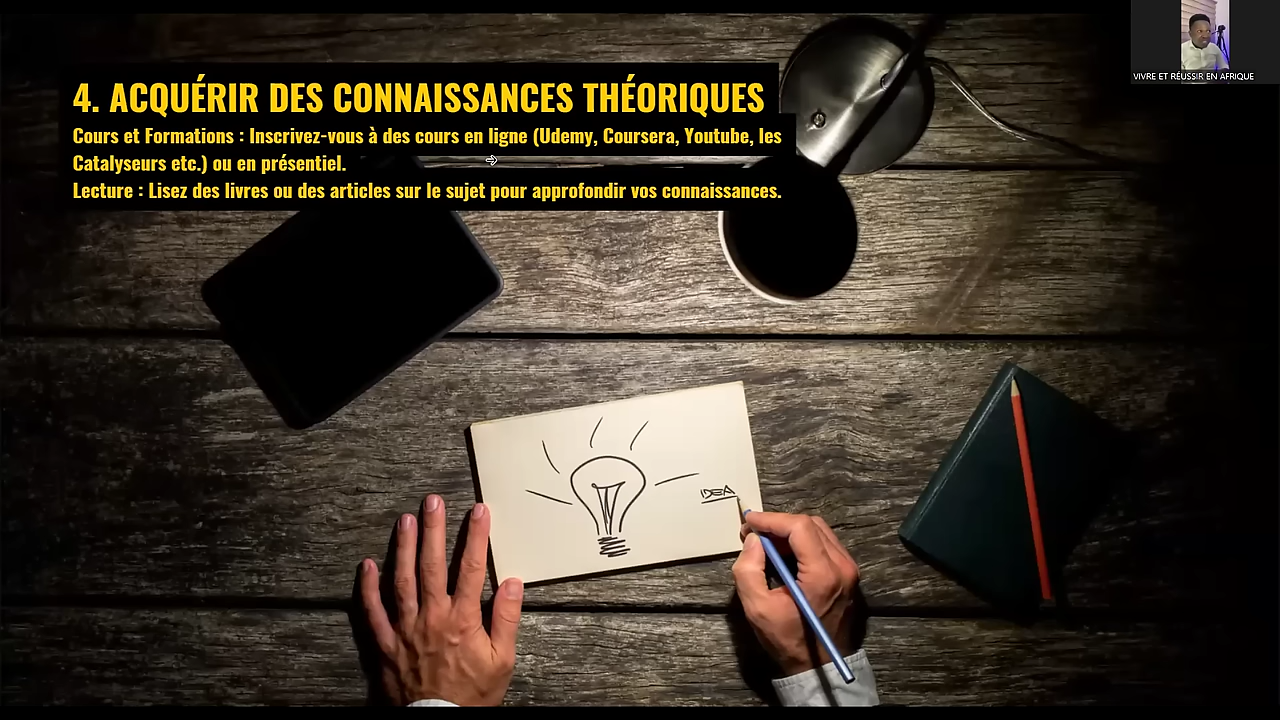 4. ACQUÉRIR DES CONNAISSANCES THÉORIQUES
Cours et Formations : Inscrivez-vous à des cours en ligne (Udemy, Coursera, Youtube, les
Catalyseurs etc.) ou en présentiel.
Lecture : Lisez des livres ou des articles sur le sujet pour approfondir vos connaissances.
VIVRE ET RÉUSSIR EN AFRIQUE
IDEA